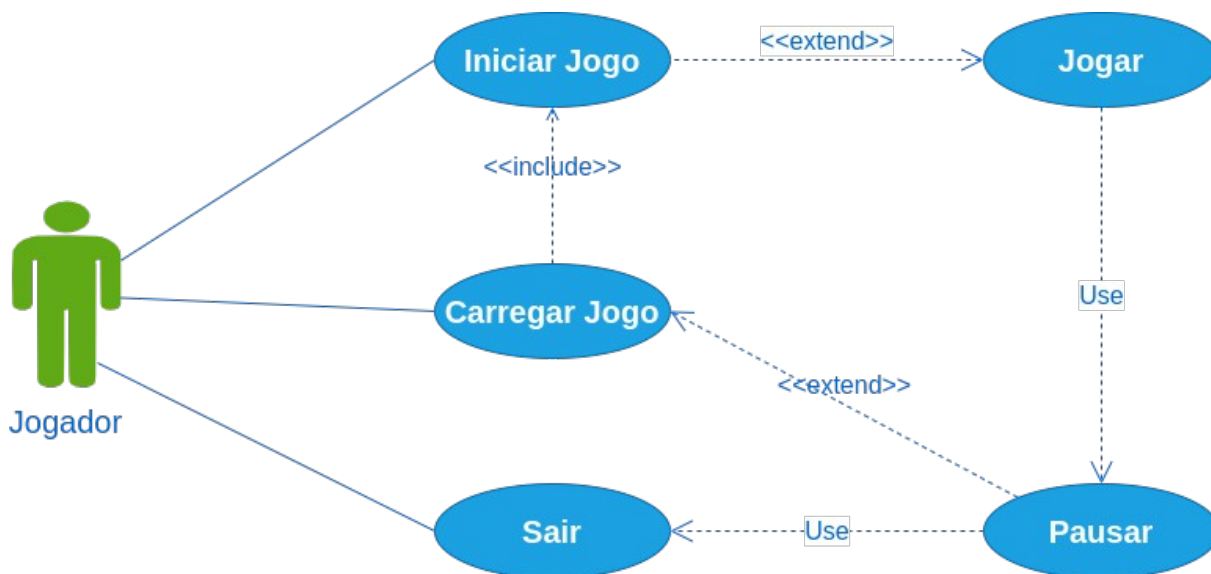 <<extend>>
Iniciar Jogo
Jogar
<<include>>
Use
Carregar Jogo
<<extend>>
Jogador
Sair
Use
Pausar